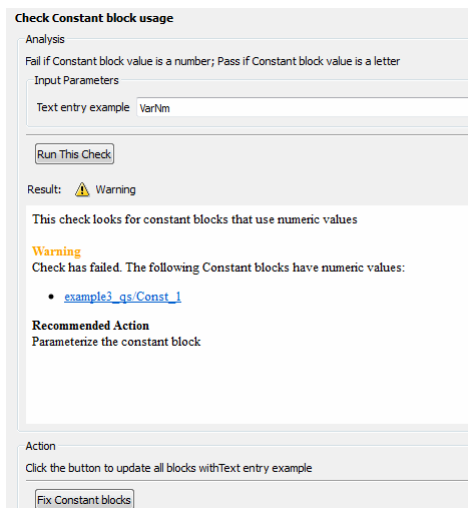 Check Constant block usage
Analysis
Fail if Constant block value is a number; Pass if Constant block value is a letter
Input Parameters
Text entry example VarNm
Run This Check
Result: Warning
This check looks for constant blocks that use numeric values
Warning
Check has failed. The following Constant blocks have numeric values:
• example3_qs/Const_1
Recommended Action
Parameterize the constant block
Action
Click the button to update all blocks withText entry example
Fix Constant blocks